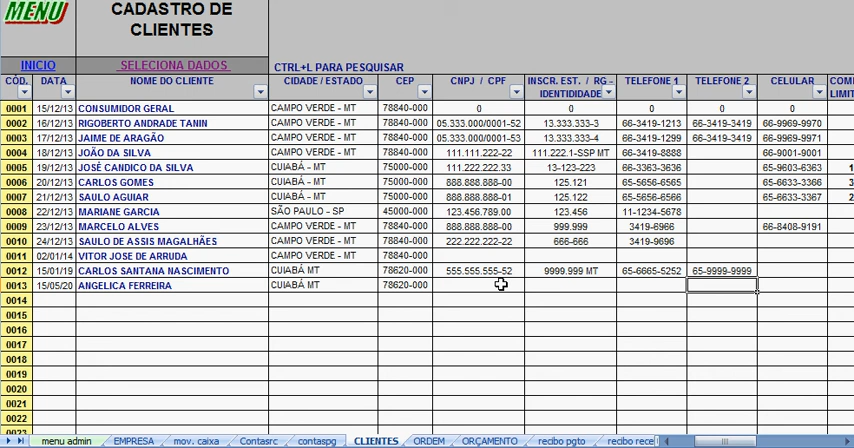 MENU
CADASTRO DE
CLIENTES
INICIO SELECIONA DADOS CTRL+L PARA PESQUISAR
CÓD. DATA NOME DO CLIENTE CIDADE / ESTADO CEP CNPJ / CPF INSCR. EST. / RG - IDENTIDIDADE TELEFONE 1 TELEFONE 2 CELULAR
0001 15/12/13 CONSUMIDOR GERAL CAMPO VERDE - MT 78840-000 0 0 0 0 0
0002 16/12/13 RIGOBERTO ANDRADE TANIN CAMPO VERDE - MT 78840-000 05.333.000/0001-52 13.333.333-3 66-3419-1213 66-3419-3419 66-9969-9970
0003 17/12/13 JAIME DE ARAGÃO CAMPO VERDE - MT 78840-000 05.333.000/0001-53 13.333.333-4 66-3419-1299 66-3419-3419 66-9969-9971
0004 18/12/13 JOÃO DA SILVA CAMPO VERDE - MT 78840-000 111.111.222-22 111.222.1-SSP MT 66-3419-8888 66-9001-9001
0005 19/12/13 JOSÉ CANDICO DA SILVA CUIABÁ - MT 75000-000 111.222.222.33 13-123-223 66-3363-3636 65-9603-6363
0006 20/12/13 CARLOS GOMES CUIABÁ - MT 75000-000 888.888.888-00 125.121 65-5656-6565 65-6633-3366
0007 21/12/13 SAULO AGUIAR CUIABÁ - MT 75000-000 888.888.888-01 125.122 65-5656-6565 65-6633-3367
0008 22/12/13 MARIANE GARCIA SÃO PAULO - SP 45000-000 123.456.789.00 123.456 11-1234-5678
0009 23/12/13 MARCELO ALVES CAMPO VERDE - MT 78840-000 888.888.888-00 999.999 3419-6966 66-8408-9191
0010 24/12/13 SAULO DE ASSIS MAGALHÃES CAMPO VERDE - MT 78840-000 222.222.222-22 666-666 3419-9696
0011 02/01/14 VITOR JOSE DE ARRUDA CAMPO VERDE - MT 78840-000
0012 15/01/19 CARLOS SANTANA NASCIMENTO CUIABÁ MT 78620-000 555.555.555-52 9999.999 MT 65-6665-5252 65-9999-9999
0013 15/05/20 ANGELICA FERREIRA CUIABÁ MT 78620-000
0014
0015
0016
0017
0018
0019
0020
0021
0022
menu admin EMPRESA mov. caixa Contasrc contaspg CLIENTES ORDEM ORÇAMENTO recibo pgto recibo rece